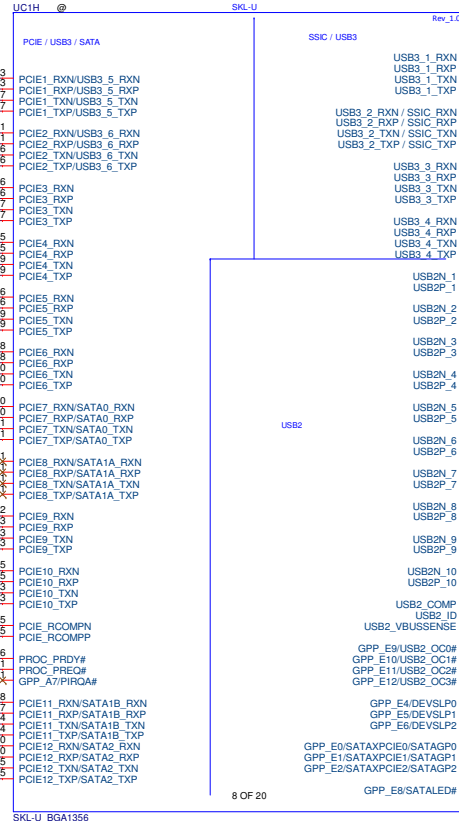 UC1H @ SKL-U
Rev_1.0
PCIE / USB3 / SATA
SSIC / USB3
PCIE1_RXN/USB3_5_RXN
PCIE1_RXP/USB3_5_RXP
PCIE1_TXN/USB3_5_TXN
PCIE1_TXP/USB3_5_TXP
PCIE2_RXN/USB3_6_RXN
PCIE2_RXP/USB3_6_RXP
PCIE2_TXN/USB3_6_TXN
PCIE2_TXP/USB3_6_TXP
PCIE3_RXN
PCIE3_RXP
PCIE3_TXN
PCIE3_TXP
PCIE4_RXN
PCIE4_RXP
PCIE4_TXN
PCIE4_TXP
PCIE5_RXN
PCIE5_RXP
PCIE5_TXN
PCIE5_TXP
PCIE6_RXN
PCIE6_RXP
PCIE6_TXN
PCIE6_TXP
PCIE7_RXN/SATA0_RXN
PCIE7_RXP/SATA0_RXP
PCIE7_TXN/SATA0_TXN
PCIE7_TXP/SATA0_TXP
PCIE8_RXN/SATA1A_RXN
PCIE8_RXP/SATA1A_RXP
PCIE8_TXN/SATA1A_TXN
PCIE8_TXP/SATA1A_TXP
PCIE9_RXN
PCIE9_RXP
PCIE9_TXN
PCIE9_TXP
PCIE10_RXN
PCIE10_RXP
PCIE10_TXN
PCIE10_TXP
PCIE_RCOMPN
PCIE_RCOMPP
PROC_PRDY#
PROC_PREQ#
GPP_A7/PIRQA#
PCIE11_RXN/SATA1B_RXN
PCIE11_RXP/SATA1B_RXP
PCIE11_TXN/SATA1B_TXN
PCIE11_TXP/SATA1B_TXP
PCIE12_RXN/SATA2_RXN
PCIE12_RXP/SATA2_RXP
PCIE12_TXN/SATA2_TXN
PCIE12_TXP/SATA2_TXP
USB3_1_RXN
USB3_1_RXP
USB3_1_TXN
USB3_1_TXP
USB3_2_RXN / SSIC_RXN
USB3_2_RXP / SSIC_RXP
USB3_2_TXN / SSIC_TXN
USB3_2_TXP / SSIC_TXP
USB3_3_RXN
USB3_3_RXP
USB3_3_TXN
USB3_3_TXP
USB3_4_RXN
USB3_4_RXP
USB3_4_TXN
USB3_4_TXP
USB2
USB2N_1
USB2P_1
USB2N_2
USB2P_2
USB2N_3
USB2P_3
USB2N_4
USB2P_4
USB2N_5
USB2P_5
USB2N_6
USB2P_6
USB2N_7
USB2P_7
USB2N_8
USB2P_8
USB2N_9
USB2P_9
USB2N_10
USB2P_10
USB2_COMP
USB2_ID
USB2_VBUSSENSE
GPP_E9/USB2_OC0#
GPP_E10/USB2_OC1#
GPP_E11/USB2_OC2#
GPP_E12/USB2_OC3#
GPP_E4/DEVSLP0
GPP_E5/DEVSLP1
GPP_E6/DEVSLP2
GPP_E0/SATAXPCIE0/SATAGP0
GPP_E1/SATAXPCIE1/SATAGP1
GPP_E2/SATAXPCIE2/SATAGP2
GPP_E8/SATALED#
8 OF 20
SKL-U_BGA1356